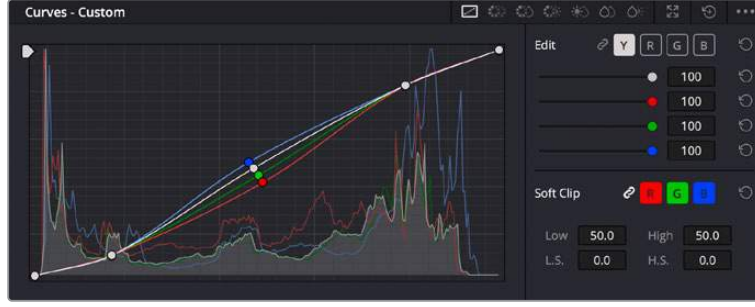 Curves - Custom
Edit Y R G B
100
100
100
100
Soft Clip R G B
Low 50.0 High 50.0
L.S. 0.0 H.S. 0.0